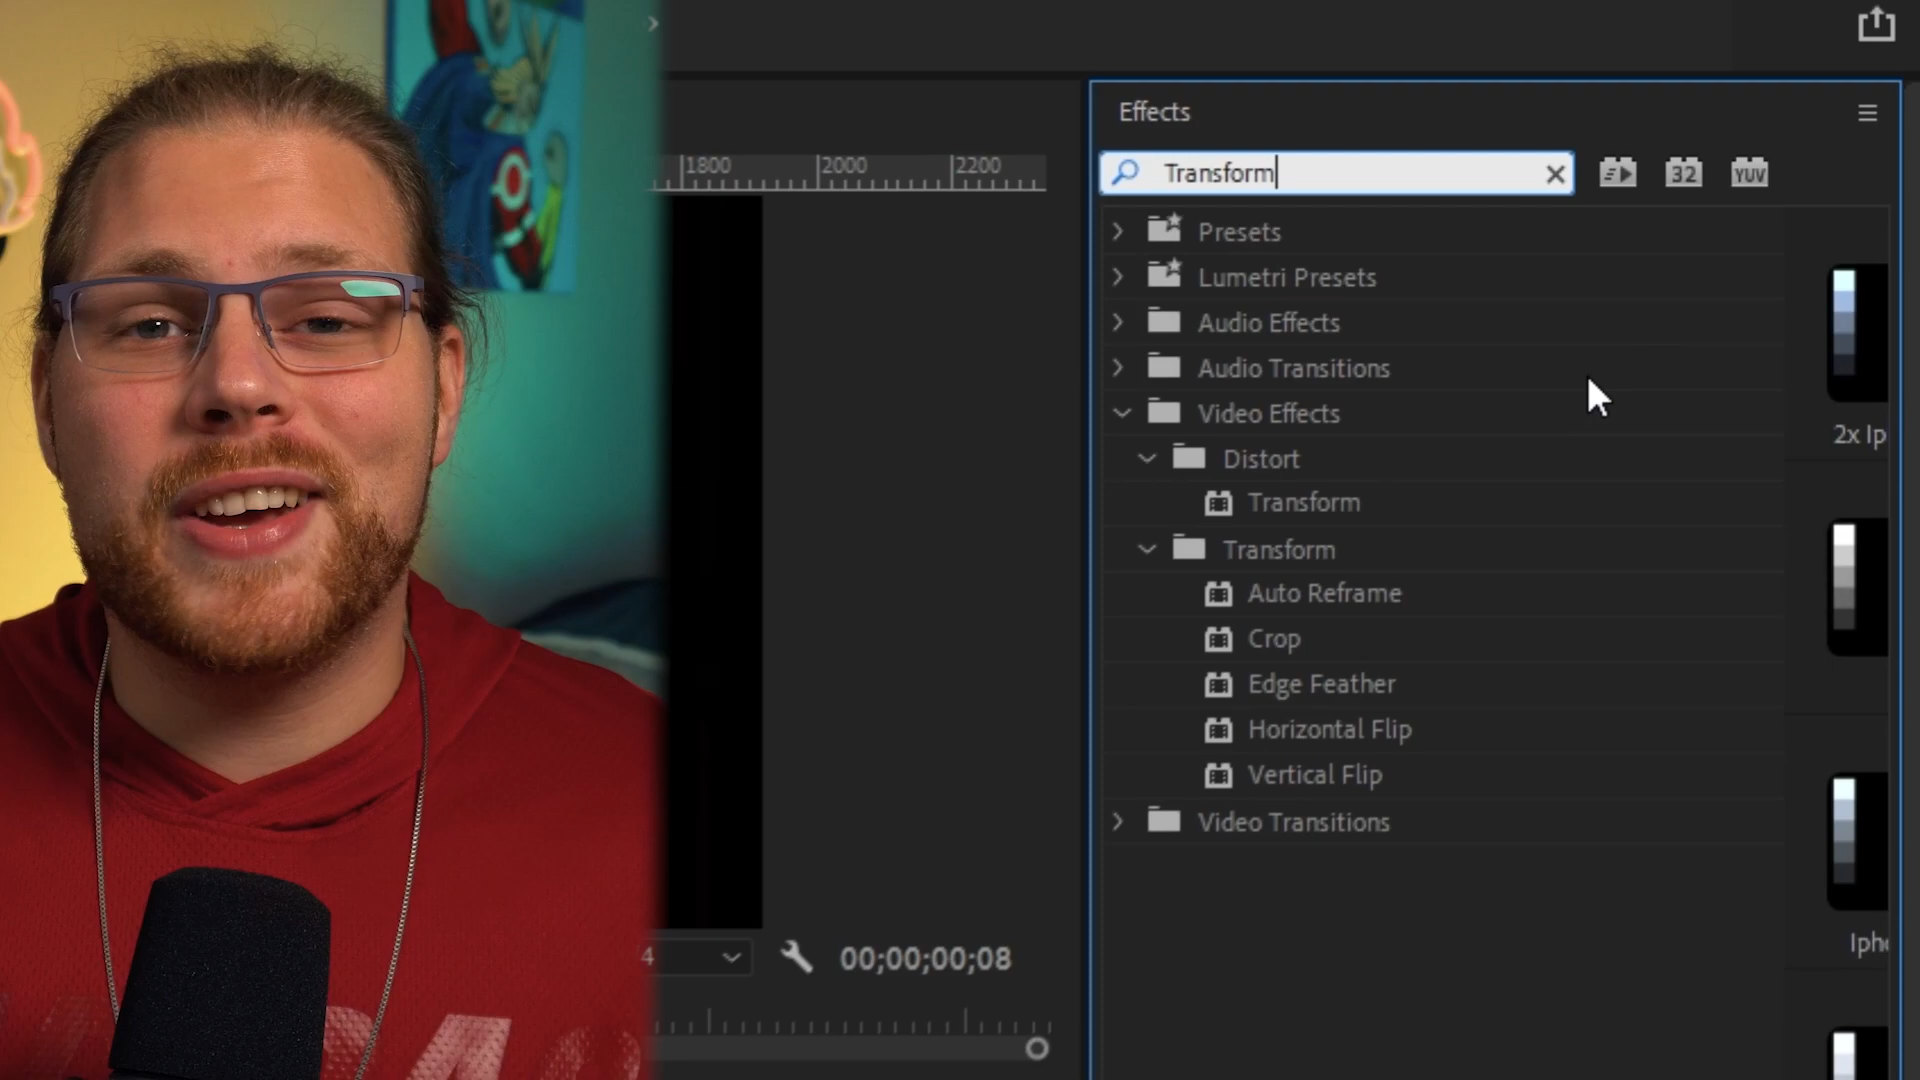 Effects
1800 2000 2200
Transform
32
YUV
Presets
Lumetri Presets
Audio Effects
Audio Transitions
Video Effects
2x Ip
Distort
Transform
Transform
Auto Reframe
Crop
Edge Feather
Horizontal Flip
Vertical Flip
Video Transitions
4
00;00;00;08
Iph